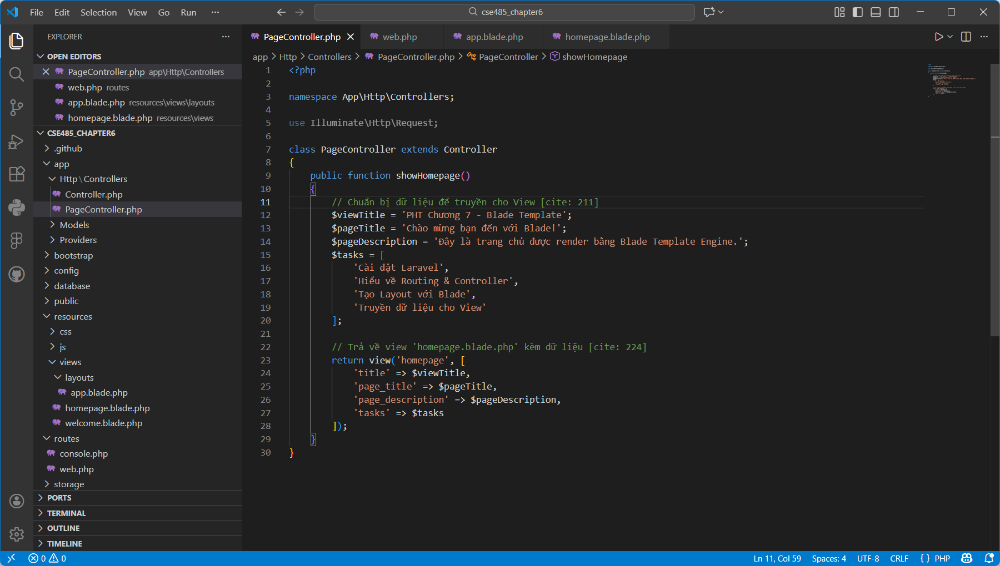 File Edit Selection View Go Run ···
cse485_chapter6
EXPLORER
OPEN EDITORS
PageController.php app\Http\Controllers
web.php routes
app.blade.php resources\views\layouts
homepage.blade.php resources\views
CSE485_CHAPTER6
.github
app
Http\Controllers
Controller.php
PageController.php
Models
Providers
bootstrap
config
database
public
resources
css
js
views
layouts
app.blade.php
homepage.blade.php
welcome.blade.php
routes
console.php
web.php
storage
PORTS
TERMINAL
OUTLINE
TIMELINE
PageController.php web.php app.blade.php homepage.blade.php
app > Http > Controllers > PageController.php > PageController > showHomepage
1 <?php
2
3 namespace App\Http\Controllers;
4
5 use Illuminate\Http\Request;
6
7 class PageController extends Controller
8 {
9 public function showHomepage()
10 {
11 // Chuẩn bị dữ liệu để truyền cho View [cite: 211]
12 $viewTitle = 'PHT Chương 7 - Blade Template';
13 $pageTitle = 'Chào mừng bạn đến với Blade!';
14 $pageDescription = 'Đây là trang chủ được render bằng Blade Template Engine.';
15 $tasks = [
16 'Cài đặt Laravel',
17 'Hiểu về Routing & Controller',
18 'Tạo Layout với Blade',
19 'Truyền dữ liệu cho View'
20 ];
21
22 // Trả về view 'homepage.blade.php' kèm dữ liệu [cite: 224]
23 return view('homepage', [
24 'title' => $viewTitle,
25 'page_title' => $pageTitle,
26 'page_description' => $pageDescription,
27 'tasks' => $tasks
28 ]);
29 }
30 }
0 0 Ln 11, Col 59 Spaces: 4 UTF-8 CRLF { } PHP